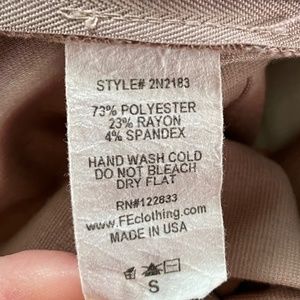 STYLE# 2N2183
73% POLYESTER
23% RAYON
4% SPANDEX
HAND WASH COLD
DO NOT BLEACH
DRY FLAT
RN#122833
www.FEclothing.com
MADE IN USA
S